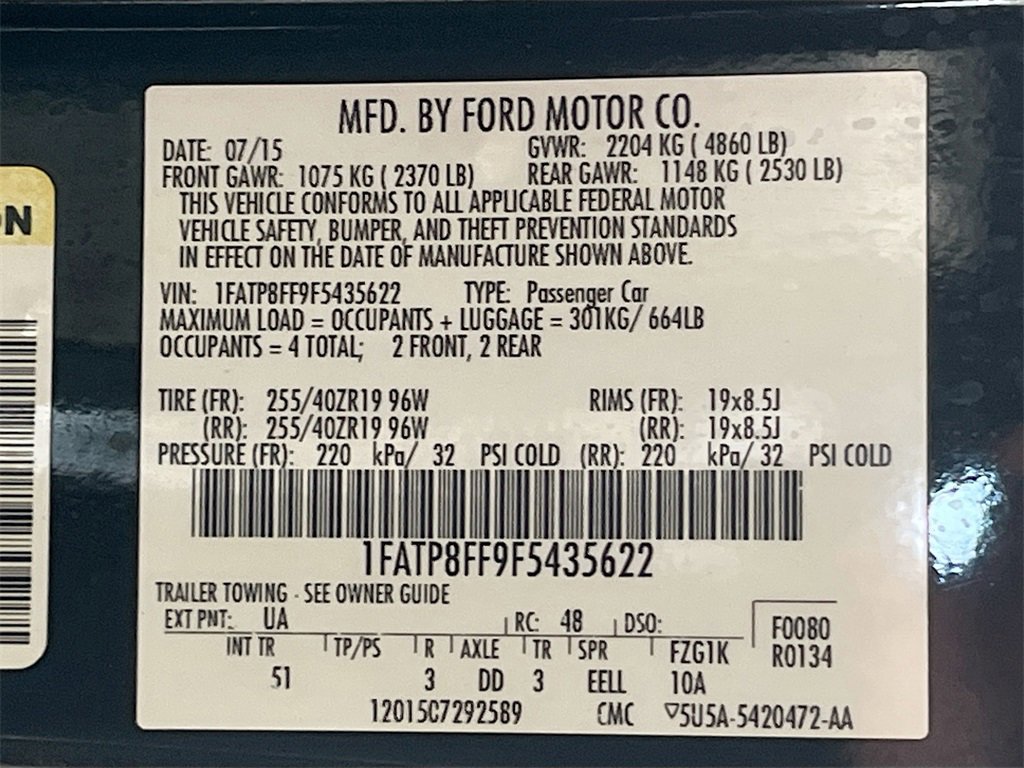 MFD. BY FORD MOTOR CO.
DATE: 07/15 GVWR: 2204 KG ( 4860 LB)
FRONT GAWR: 1075 KG ( 2370 LB) REAR GAWR: 1148 KG ( 2530 LB)
THIS VEHICLE CONFORMS TO ALL APPLICABLE FEDERAL MOTOR
VEHICLE SAFETY, BUMPER, AND THEFT PREVENTION STANDARDS
IN EFFECT ON THE DATE OF MANUFACTURE SHOWN ABOVE.
VIN: 1FATP8FF9F5435622 TYPE: Passenger Car
MAXIMUM LOAD = OCCUPANTS + LUGGAGE = 301KG/ 664LB
OCCUPANTS = 4 TOTAL; 2 FRONT, 2 REAR
TIRE (FR): 255/40ZR19 96W RIMS (FR): 19x8.5J
(RR): 255/40ZR19 96W (RR): 19x8.5J
PRESSURE (FR): 220 kPa/ 32 PSI COLD (RR): 220 kPa/ 32 PSI COLD
1FATP8FF9F5435622
TRAILER TOWING - SEE OWNER GUIDE
EXT PNT: UA RC: 48 DSO: F0080
INT TR TP/PS R AXLE TR SPR FZG1K R0134
51 3 DD 3 EELL 10A
1201507292589 CMC ▽5U5A-5420472-AA